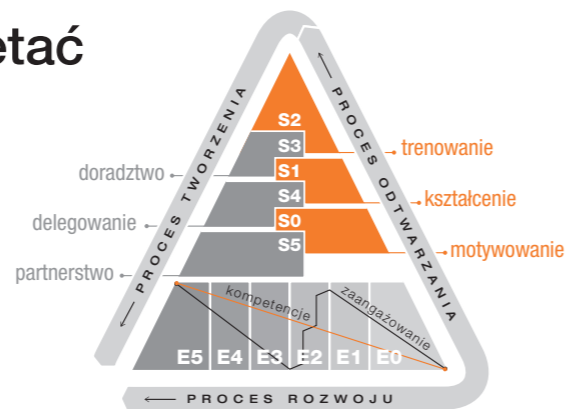 etać
PROCES TWORZENIA
PROCES ODTWARZANIA
S2
S3
trenowanie
doradztwo
S1
S4
kształcenie
delegowanie
S0
S5
motywowanie
partnerstwo
kompetencje
zaangażowanie
E5 E4 E3 E2 E1 E0
PROCES ROZWOJU